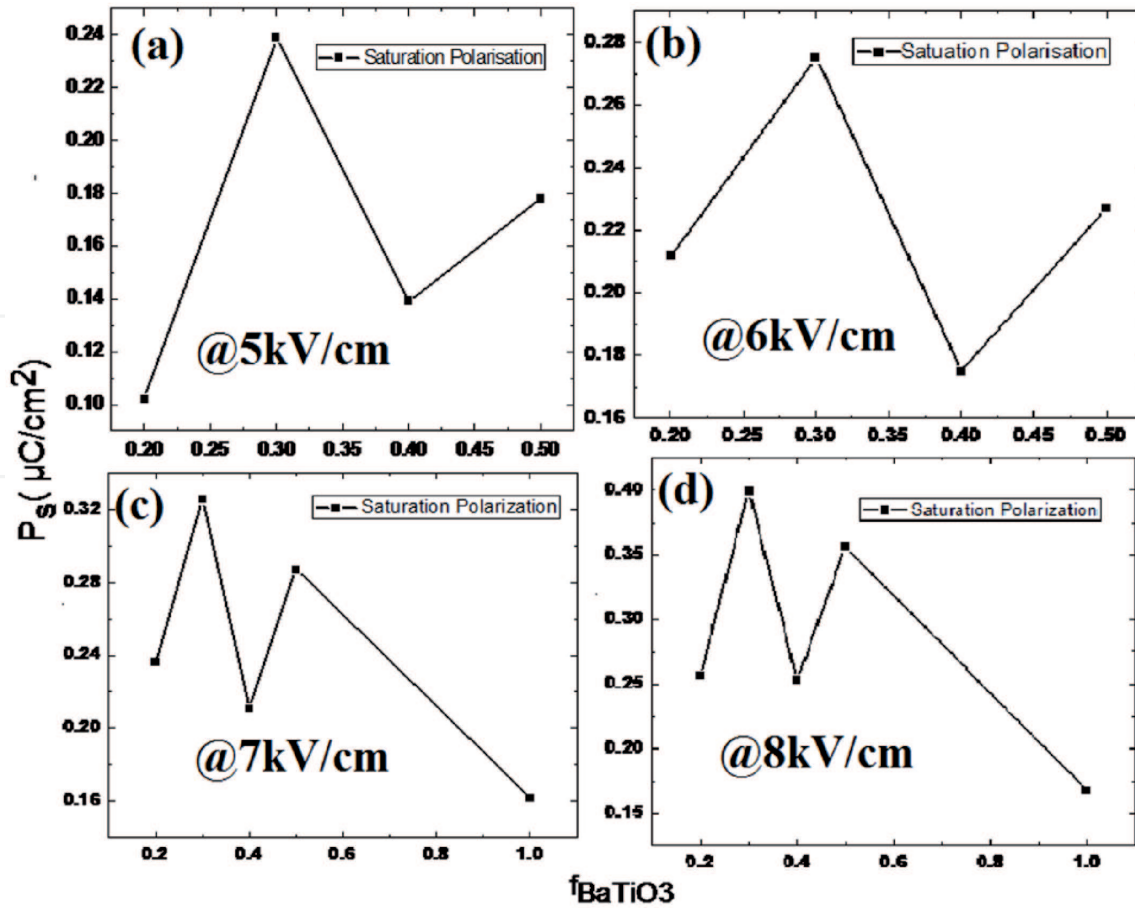 (a)
Saturation Polarisation
0.24
0.22
0.20
0.18
0.16
0.14
0.12
0.10
@5kV/cm
0.20 0.25 0.30 0.35 0.40 0.45 0.50
(b)
Satuation Polarisation
0.28
0.26
0.24
0.22
0.20
0.18
0.16
@6kV/cm
0.20 0.25 0.30 0.35 0.40 0.45 0.50
Ps( μC/cm²)
(c)
Saturation Polarization
0.32
0.28
0.24
0.20
0.16
@7kV/cm
0.2 0.4 0.6 0.8 1.0
(d)
Saturation Polarization
0.40
0.35
0.30
0.25
0.20
0.15
@8kV/cm
0.2 0.4 0.6 0.8 1.0
fBaTiO3